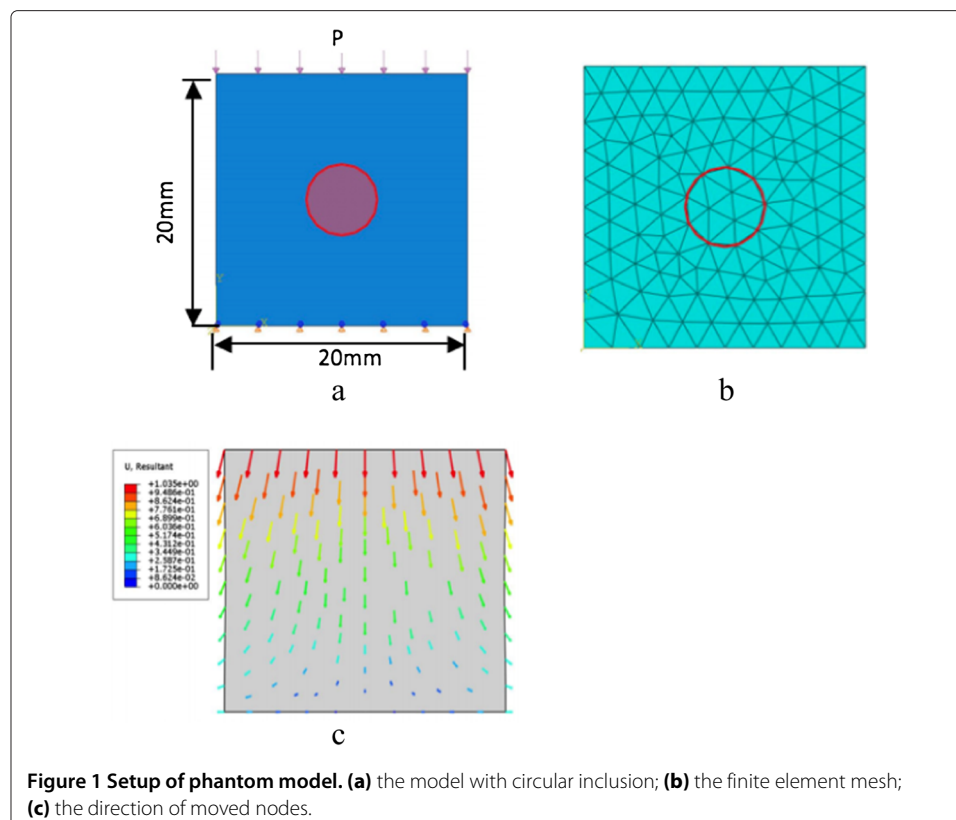 P
20mm
Y
X
20mm
a
b
U, Resultant
+1.035e+00
+9.486e-01
+8.624e-01
+7.761e-01
+6.899e-01
+6.036e-01
+5.174e-01
+4.312e-01
+3.449e-01
+2.587e-01
+1.725e-01
+8.624e-02
+0.000e+00
c
Figure 1 Setup of phantom model. (a) the model with circular inclusion; (b) the finite element mesh;
(c) the direction of moved nodes.